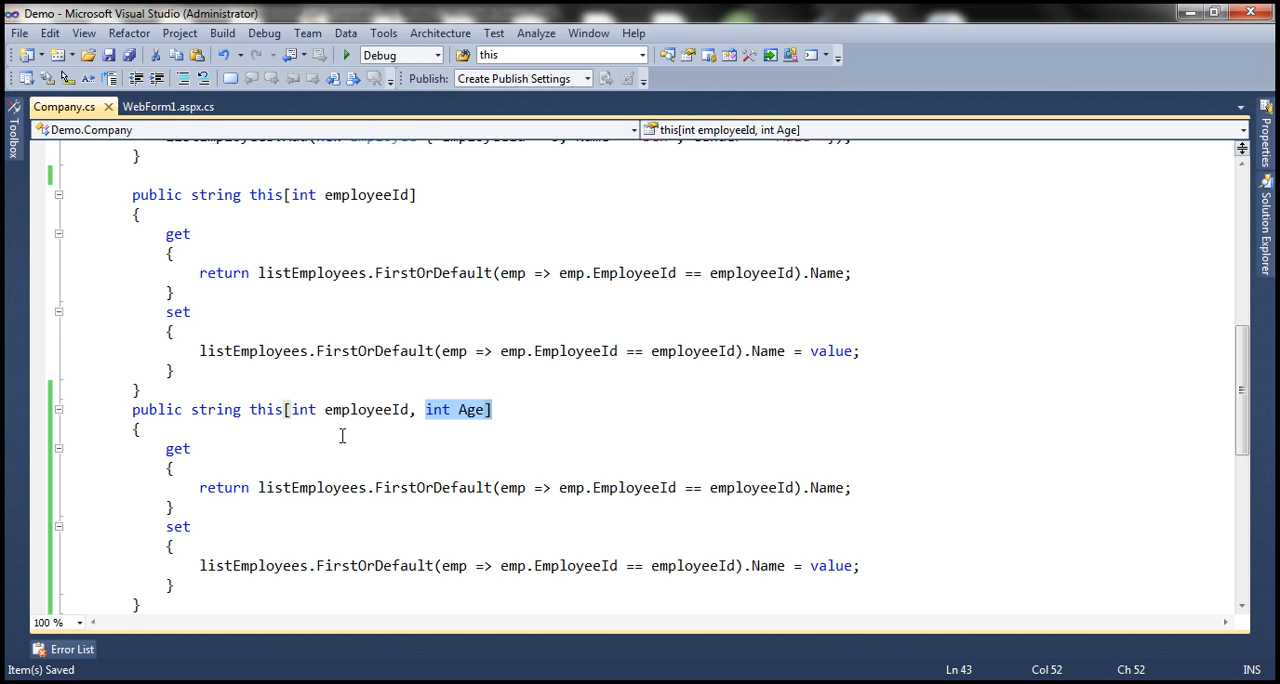 Demo - Microsoft Visual Studio (Administrator)
File Edit View Refactor Project Build Debug Team Data Tools Architecture Test Analyze Window Help
Debug this
Publish: Create Publish Settings
Company.cs WebForm1.aspx.cs
Demo.Company this[int employeeId, int Age]
}
public string this[int employeeId]
{
get
{
return listEmployees.FirstOrDefault(emp => emp.EmployeeId == employeeId).Name;
}
set
{
listEmployees.FirstOrDefault(emp => emp.EmployeeId == employeeId).Name = value;
}
}
public string this[int employeeId, int Age]
{
get
{
return listEmployees.FirstOrDefault(emp => emp.EmployeeId == employeeId).Name;
}
set
{
listEmployees.FirstOrDefault(emp => emp.EmployeeId == employeeId).Name = value;
}
}
100 %
Toolbox
Properties
Solution Explorer
Error List
Item(s) Saved Ln 43 Col 52 Ch 52 INS